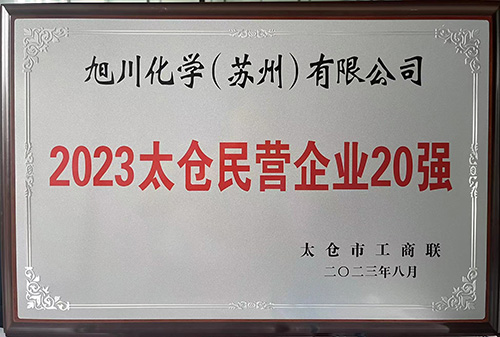 旭川化学(苏州)有限公司
2023太仓民营企业20强
太仓市工商联
二〇二三年八月